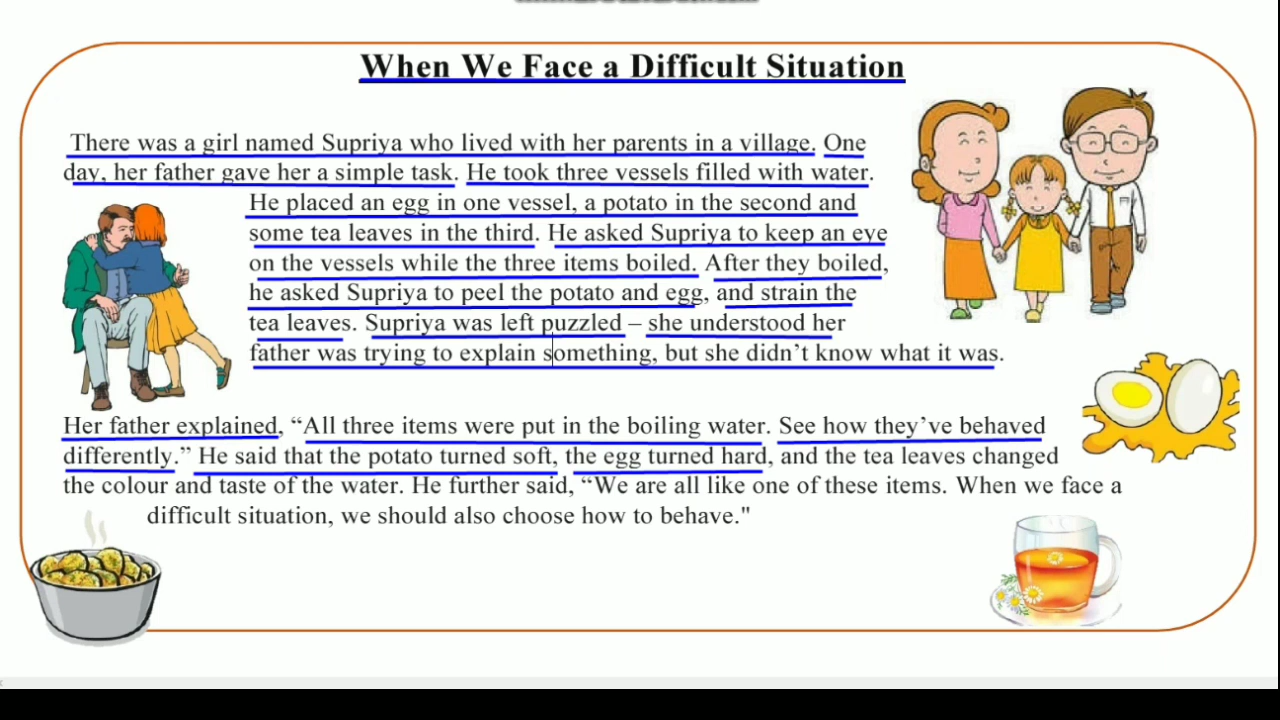 When We Face a Difficult Situation
There was a girl named Supriya who lived with her parents in a village. One
day, her father gave her a simple task. He took three vessels filled with water.
He placed an egg in one vessel, a potato in the second and
some tea leaves in the third. He asked Supriya to keep an eye
on the vessels while the three items boiled. After they boiled,
he asked Supriya to peel the potato and egg, and strain the
tea leaves. Supriya was left puzzled – she understood her
father was trying to explain something, but she didn’t know what it was.
Her father explained, “All three items were put in the boiling water. See how they’ve behaved
differently.” He said that the potato turned soft, the egg turned hard, and the tea leaves changed
the colour and taste of the water. He further said, “We are all like one of these items. When we face a
difficult situation, we should also choose how to behave."